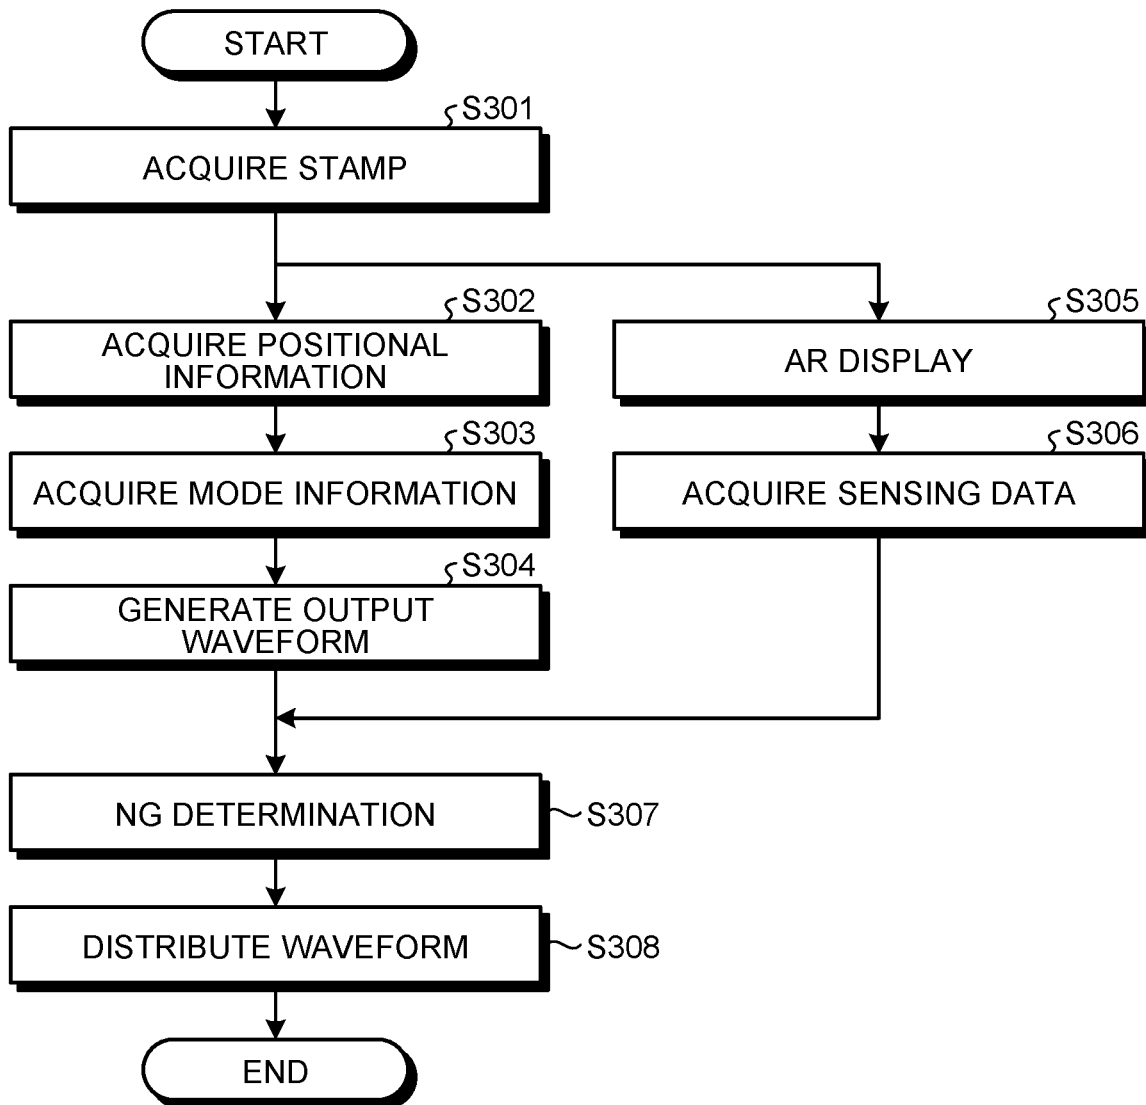 START
S301
ACQUIRE STAMP
S302
ACQUIRE POSITIONAL
INFORMATION
S303
ACQUIRE MODE INFORMATION
S304
GENERATE OUTPUT
WAVEFORM
S305
AR DISPLAY
S306
ACQUIRE SENSING DATA
NG DETERMINATION
S307
DISTRIBUTE WAVEFORM
S308
END